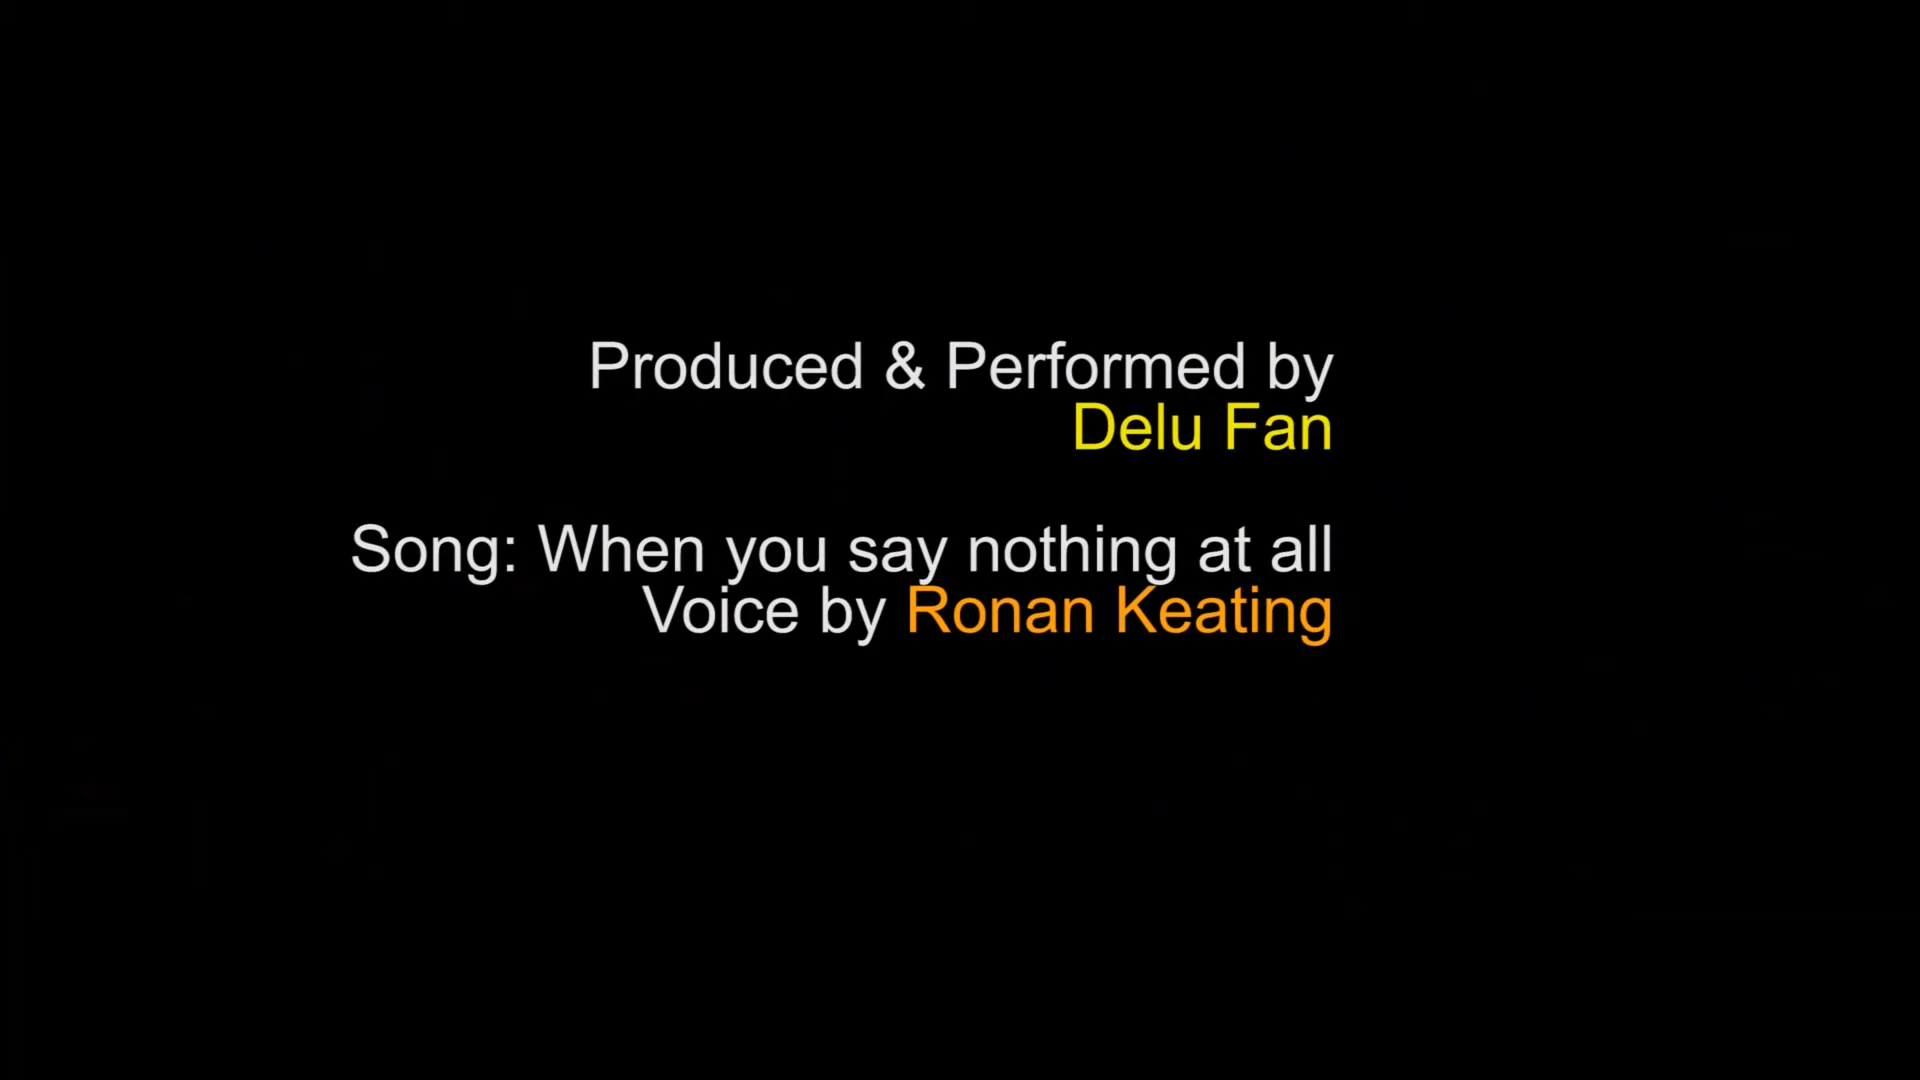 Produced & Performed by
Delu Fan
Song: When you say nothing at all
Voice by Ronan Keating